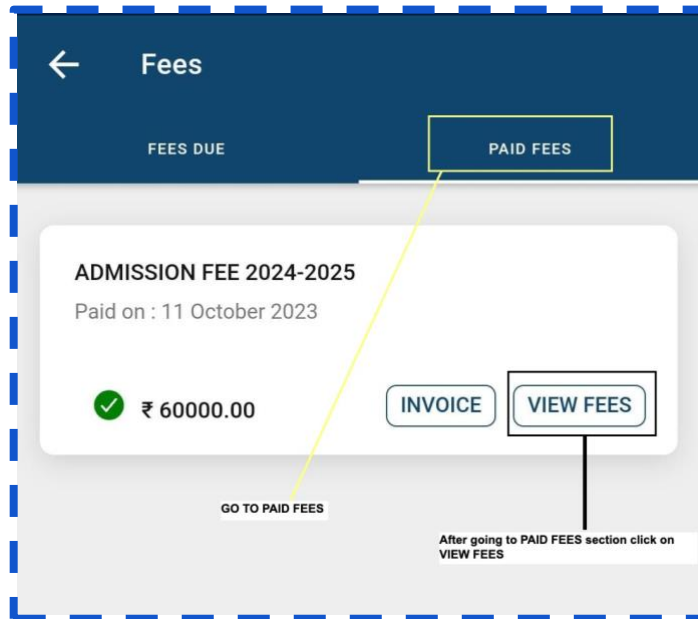 Fees
FEES DUE
PAID FEES
ADMISSION FEE 2024-2025
Paid on : 11 October 2023
₹ 60000.00
INVOICE
VIEW FEES
GO TO PAID FEES
After going to PAID FEES section click on
VIEW FEES